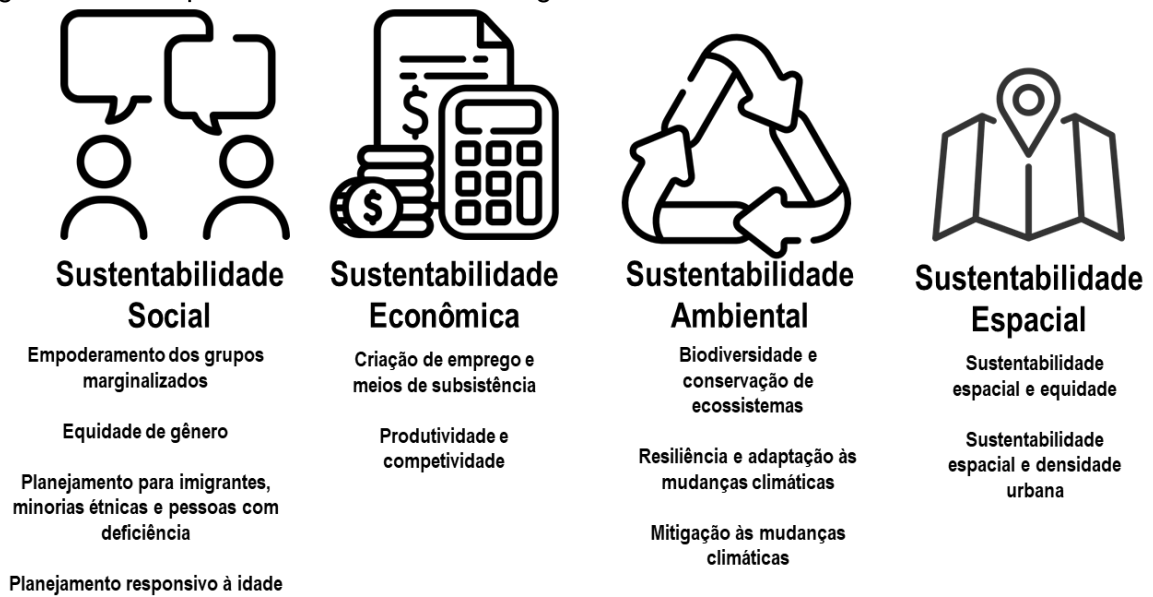 Sustentabilidade
Social
Empoderamento dos grupos
marginalizados
Equidade de gênero
Planejamento para imigrantes,
minorias étnicas e pessoas com
deficiência
Planejamento responsivo à idade
$
$
Sustentabilidade
Econômica
Criação de emprego e
meios de subsistência
Produtividade e
competividade
Sustentabilidade
Ambiental
Biodiversidade e
conservação de
ecossistemas
Resiliência e adaptação às
mudanças climáticas
Mitigação às mudanças
climáticas
Sustentabilidade
Espacial
Sustentabilidade
espacial e equidade
Sustentabilidade
espacial e densidade
urbana